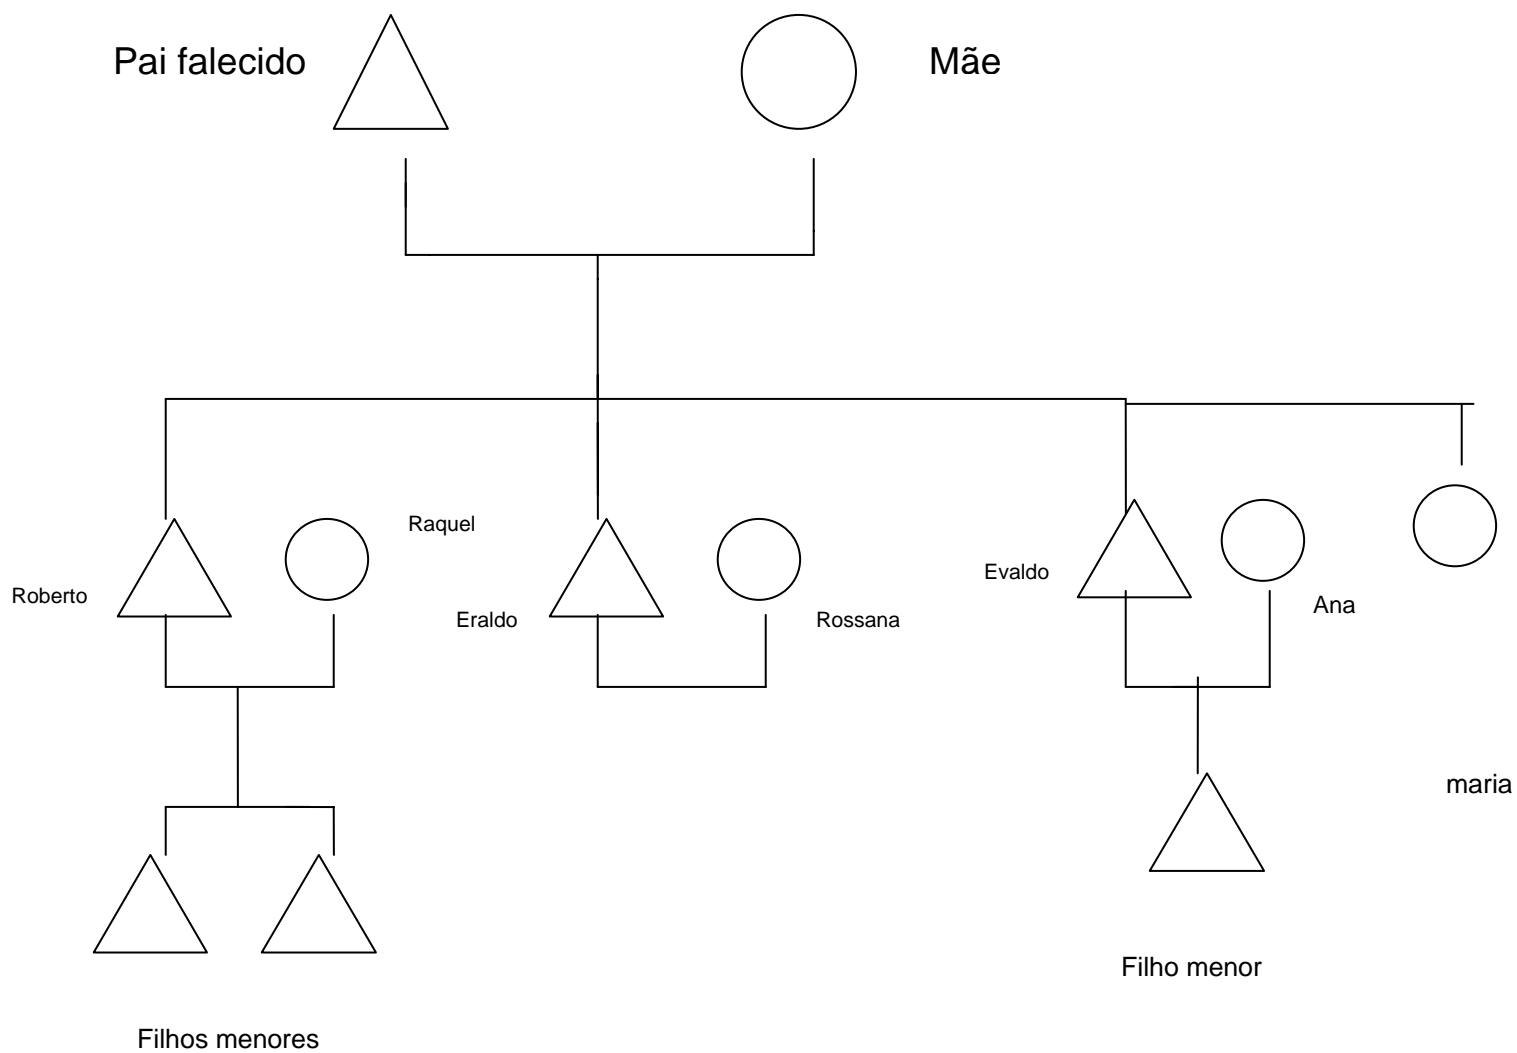 Pai falecido
Mãe
Raquel
Roberto
Eraldo
Rossana
Evaldo
Ana
maria
Filho menor
Filhos menores